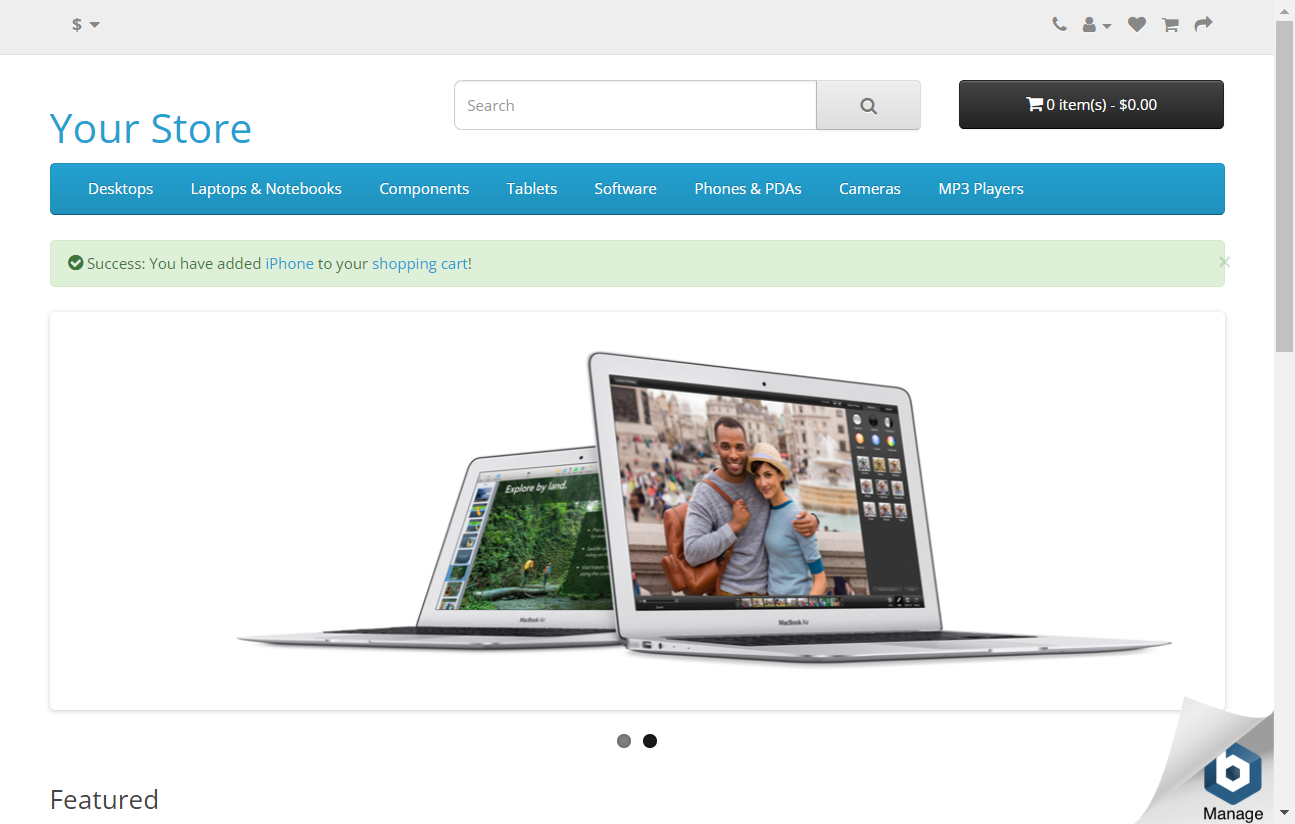 $
Search
0 item(s) - $0.00
Your Store
Desktops Laptops & Notebooks Components Tablets Software Phones & PDAs Cameras MP3 Players
Success: You have added iPhone to your shopping cart!
×
Explore by land.
MacBook Air
MacBook Air
Featured
Manage